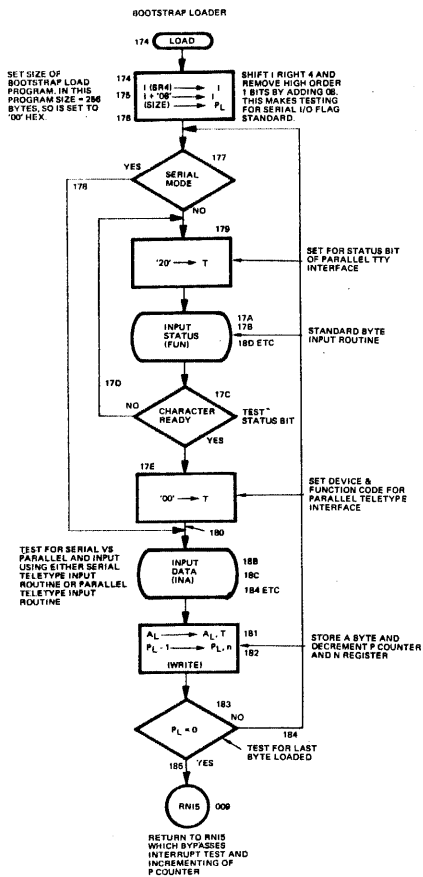 BOOTSTRAP LOADER
174
LOAD
SET SIZE OF
BOOTSTRAP LOAD
PROGRAM. IN THIS
PROGRAM SIZE = 256
BYTES, SO IS SET TO
'00' HEX.
174
175
176
I (SR4) → I
I + '08' → I
(SIZE) → PL
SHIFT I RIGHT 4 AND
REMOVE HIGH ORDER
1 BITS BY ADDING 08.
THIS MAKES TESTING
FOR SERIAL I/O FLAG
STANDARD.
YES
177
178
SERIAL
MODE
NO
179
'20' → T
SET FOR STATUS BIT
OF PARALLEL TTY
INTERFACE
INPUT
STATUS
(FUN)
17A
17B
18D ETC
STANDARD BYTE
INPUT ROUTINE
17D
17C
NO
CHARACTER
READY
TEST
STATUS BIT
YES
17E
'00' → T
SET DEVICE &
FUNCTION CODE FOR
PARALLEL TELETYPE
INTERFACE
180
TEST FOR SERIAL VS
PARALLEL AND INPUT
USING EITHER SERIAL
TELETYPE INPUT
ROUTINE OR PARALLEL
TELETYPE INPUT
ROUTINE
INPUT
DATA
(INA)
18B
18C
184 ETC
AL → AL, T
PL - 1 → PL, n
(WRITE)
181
182
STORE A BYTE AND
DECREMENT P COUNTER
AND N REGISTER
183
NO
PL = 0
184
TEST FOR LAST
BYTE LOADED
185
YES
RNI5
009
RETURN TO RNI5
WHICH BYPASSES
INTERRUPT TEST AND
INCREMENTING OF
P COUNTER